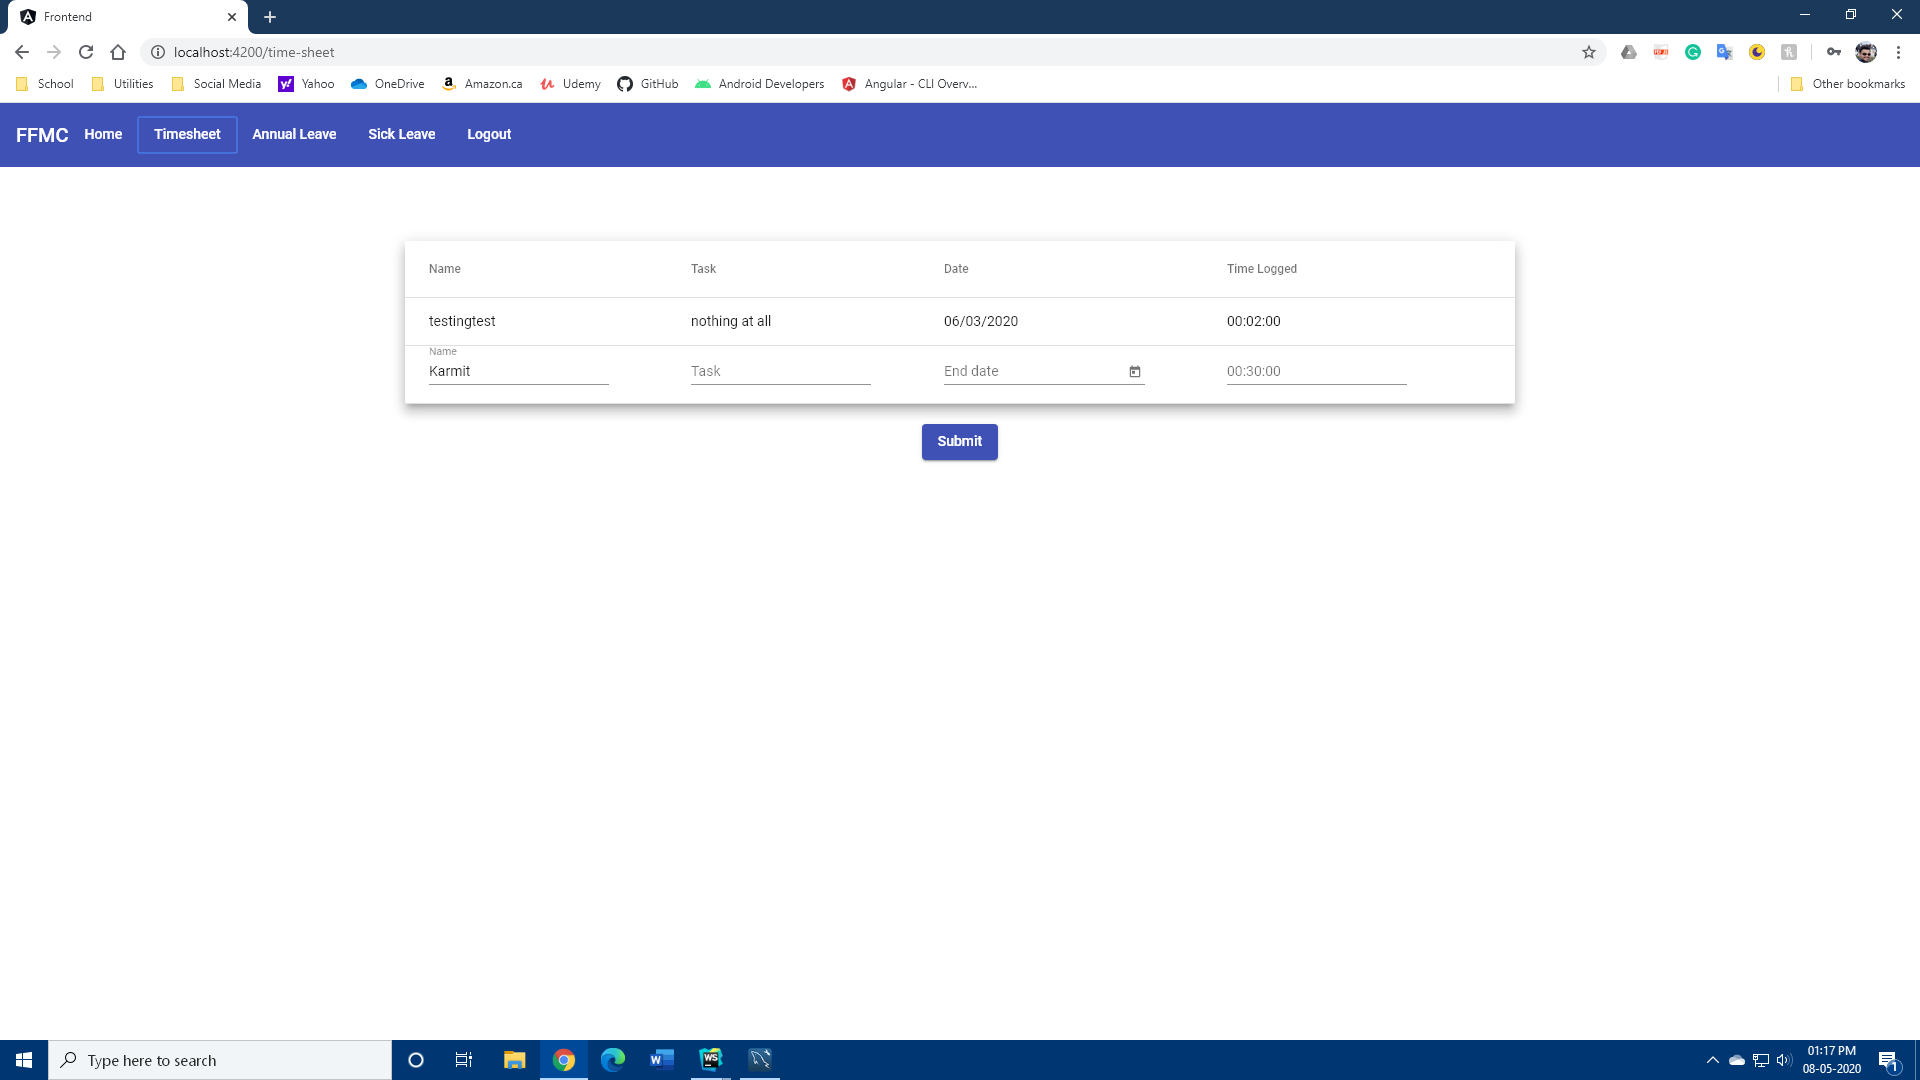 Frontend
localhost:4200/time-sheet
School Utilities Social Media Yahoo OneDrive Amazon.ca Udemy GitHub Android Developers Angular - CLI Overv... Other bookmarks
FFMC Home Timesheet Annual Leave Sick Leave Logout
Name Task Date Time Logged
testingtest nothing at all 06/03/2020 00:02:00
Name
Karmit Task End date 00:30:00
Submit
Type here to search
01:17 PM
08-05-2020
1